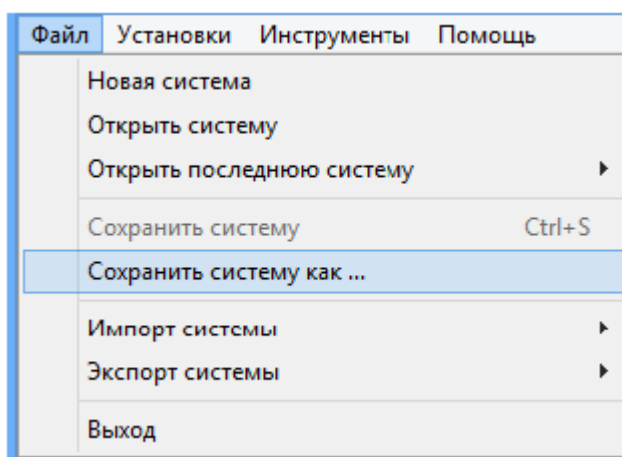 Файл Установки Инструменты Помощь
Новая система
Открыть систему
Открыть последнюю систему
Сохранить систему Ctrl+S
Сохранить систему как ...
Импорт системы
Экспорт системы
Выход